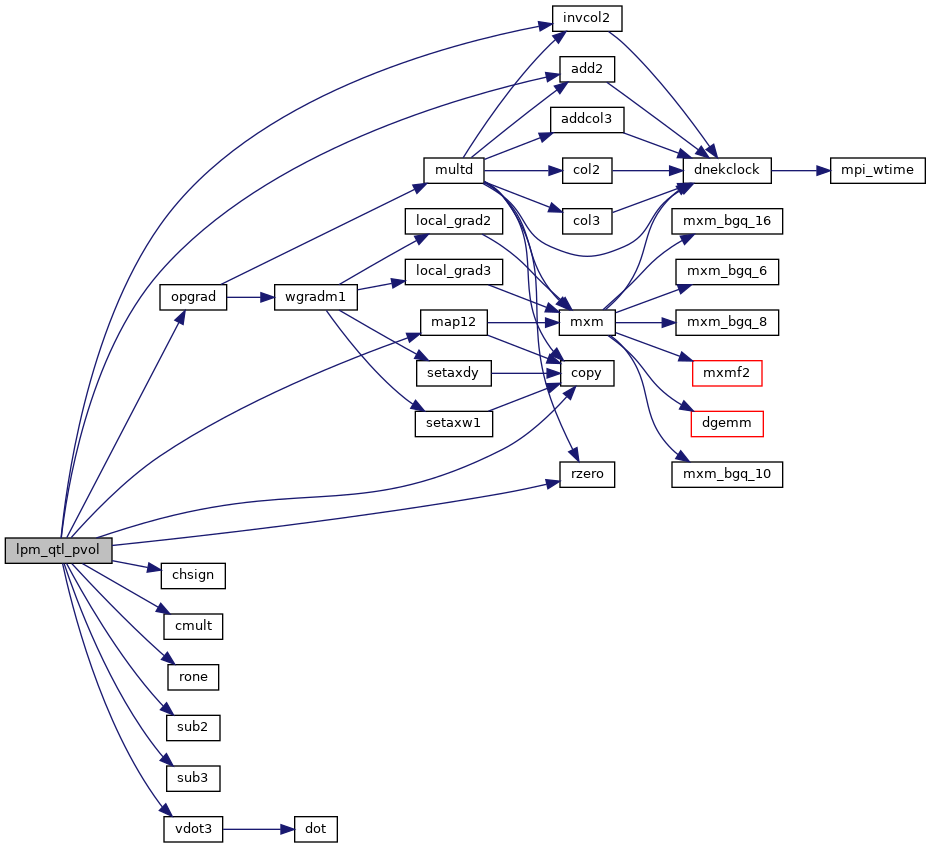 invcol2
add2
addcol3
multd
col2
dnekclock
mpi_wtime
local_grad2
col3
mxm_bgq_16
local_grad3
mxm_bgq_6
opgrad
wgradm1
map12
mxm
mxm_bgq_8
setaxdy
copy
mxmf2
setaxw1
dgemm
rzero
mxm_bgq_10
lpm_qtl_pvol
chsign
cmult
rone
sub2
sub3
vdot3
dot